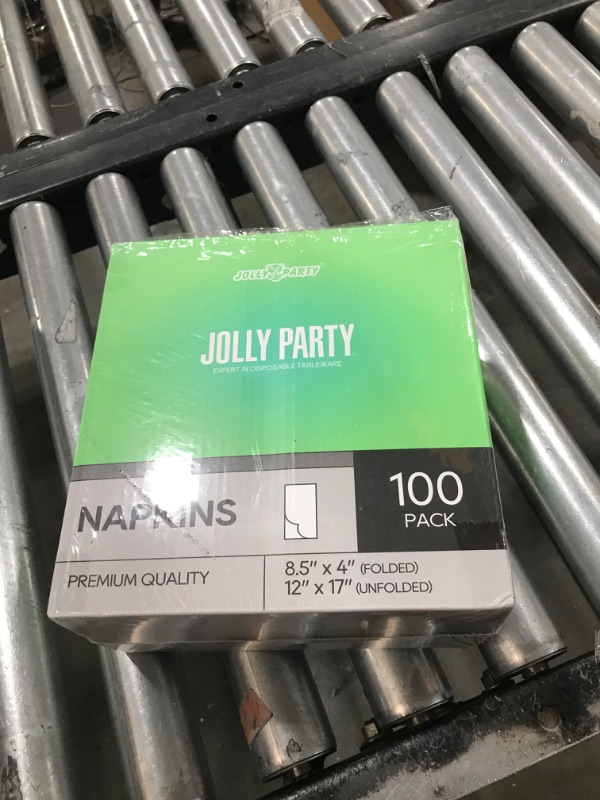 JOLLY PARTY
JOLLY PARTY
EXPERT IN DISPOSABLE TABLEWARE
NAPKINS
100
PACK
PREMIUM QUALITY
8.5" x 4" (FOLDED)
12" x 17" (UNFOLDED)